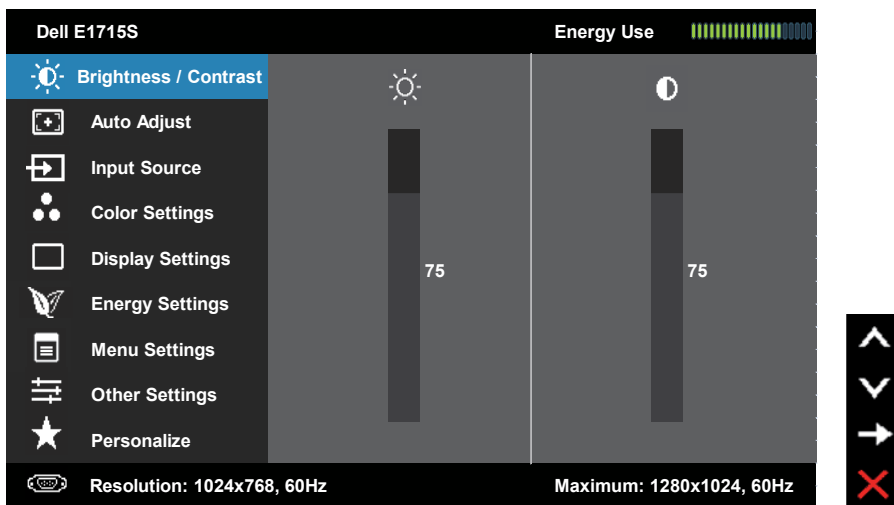 Dell E1715S Energy Use
Brightness / Contrast
Auto Adjust
Input Source
Color Settings
Display Settings
75 75
Energy Settings
Menu Settings
Other Settings
Personalize
Resolution: 1024x768, 60Hz Maximum: 1280x1024, 60Hz